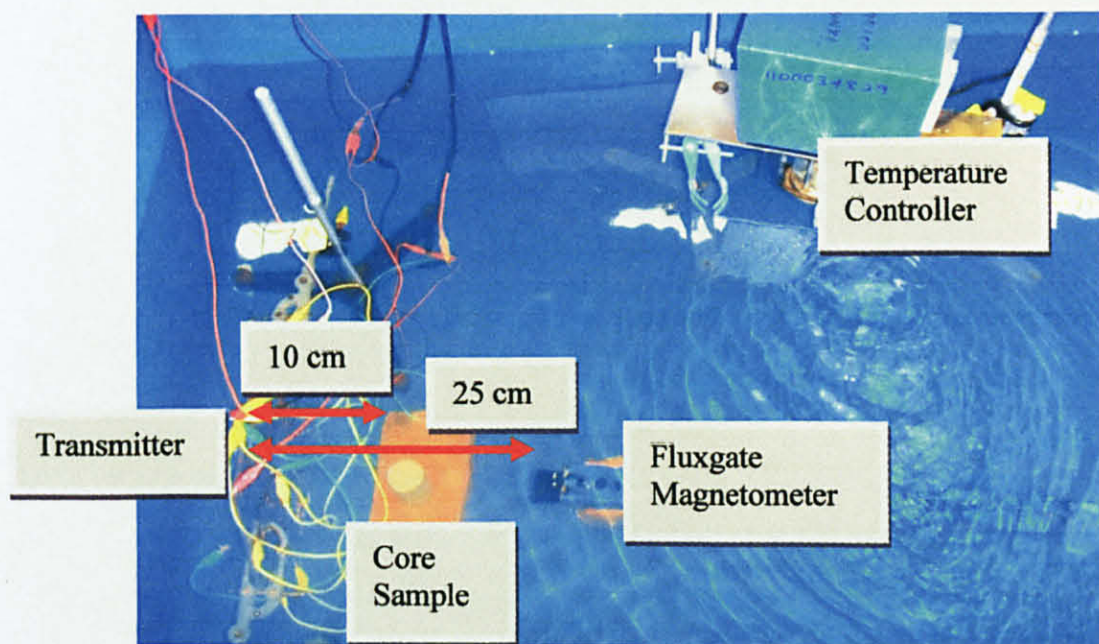 Temperature
Controller
10 cm
25 cm
Transmitter
Fluxgate
Magnetometer
Core
Sample